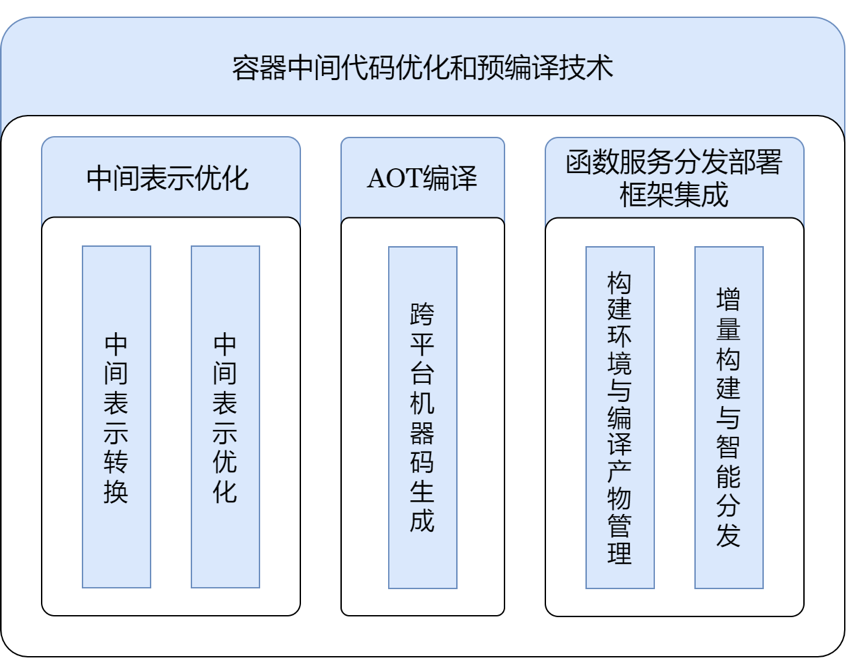 容器中间代码优化和预编译技术
中间表示优化
AOT编译
函数服务分发部署
框架集成
中间表示转换
中间表示优化
跨平台机器码生成
构建环境与编译产物管理
增量构建与智能分发